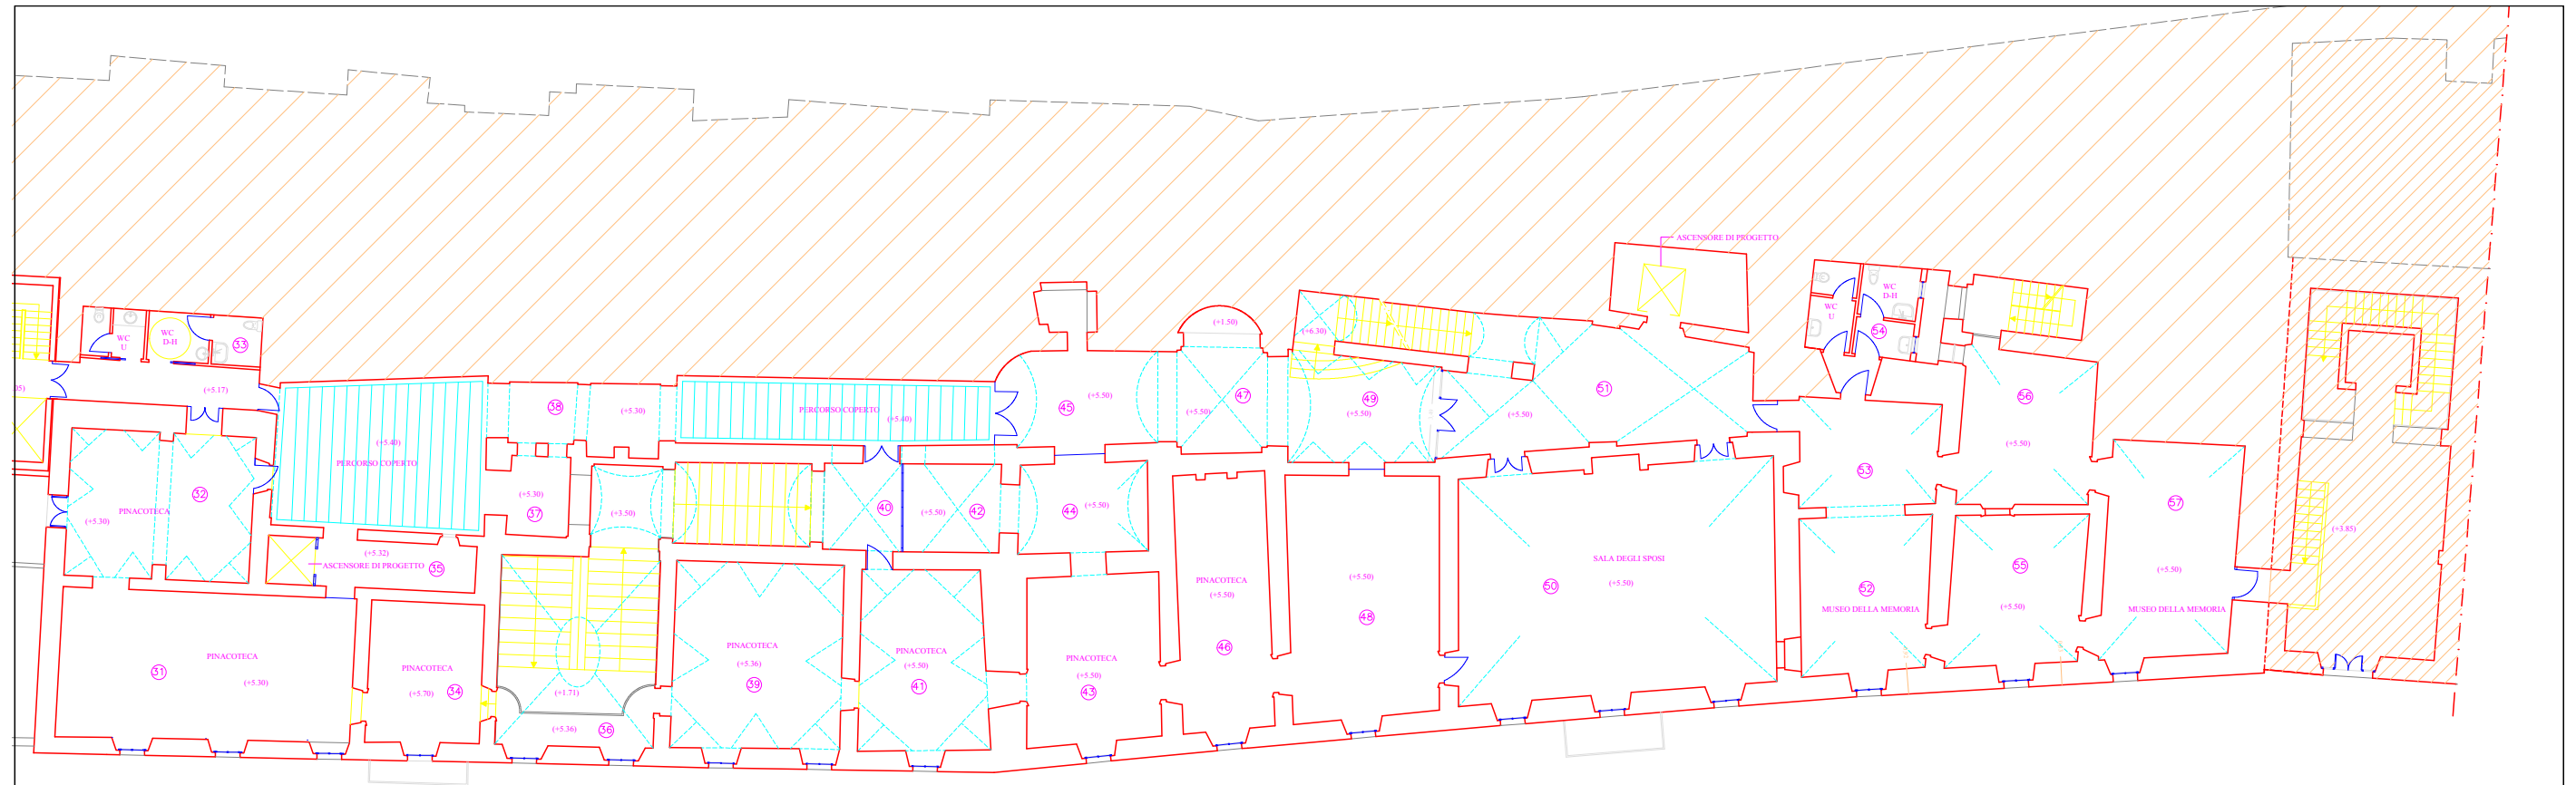 ASCENSORE DI PROGETTO
(+1.50)
(+6.30)
WC
U
WC
D-H
33
WC
U
WC
D-H
54
05)
(+5.17)
38
(+5.30)
PERCORSO COPERTO
(+5.40)
45
(+5.50)
47
(+5.50)
49
(+5.50)
51
(+5.50)
56
(+5.50)
(+5.40)
PERCORSO COPERTO
32
PINACOTECA
(+5.30)
(+5.30)
37
(+3.50)
40
(+5.50)
42
44
(+5.50)
53
57
(+5.50)
MUSEO DELLA MEMORIA
(+3.85)
(+5.32)
ASCENSORE DI PROGETTO
35
PINACOTECA
(+5.50)
46
(+5.50)
48
SALA DEGLI SPOSI
(+5.50)
50
52
MUSEO DELLA MEMORIA
55
(+5.50)
31
PINACOTECA
(+5.30)
PINACOTECA
(+5.70)
34
(+1.71)
(+5.36)
36
PINACOTECA
(+5.36)
39
PINACOTECA
(+5.50)
41
PINACOTECA
(+5.50)
43